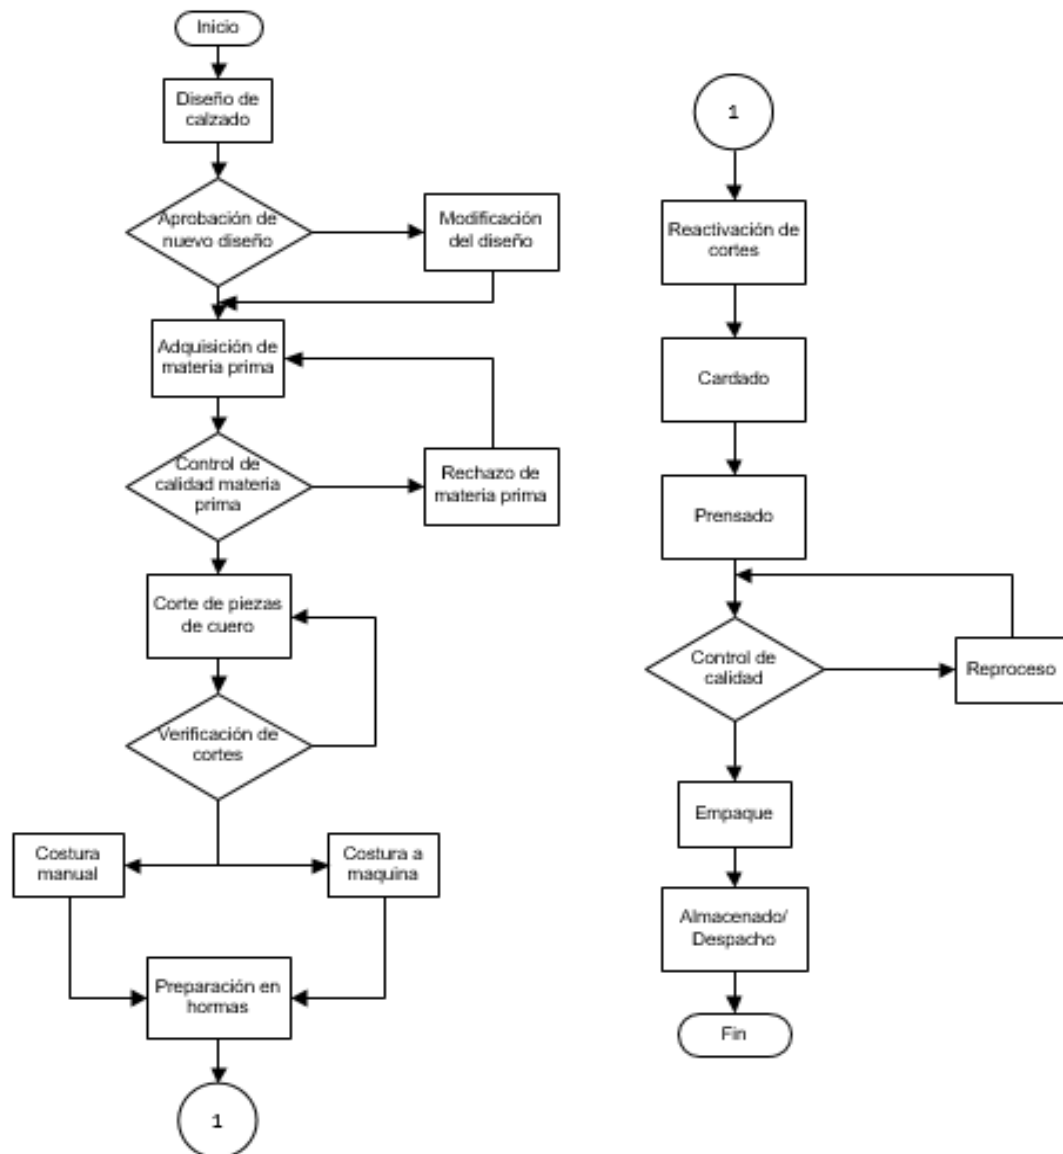 Inicio
Diseño de
calzado
Aprobación de
nuevo diseño
Modificación
del diseño
Adquisición de
materia prima
Control de
calidad materia
prima
Rechazo de
materia prima
Corte de piezas
de cuero
Verificación de
cortes
Costura
manual
Costura a
maquina
Preparación en
hormas
1
1
Reactivación de
cortes
Cardado
Prensado
Control de
calidad
Reproceso
Empaque
Almacenado/
Despacho
Fin